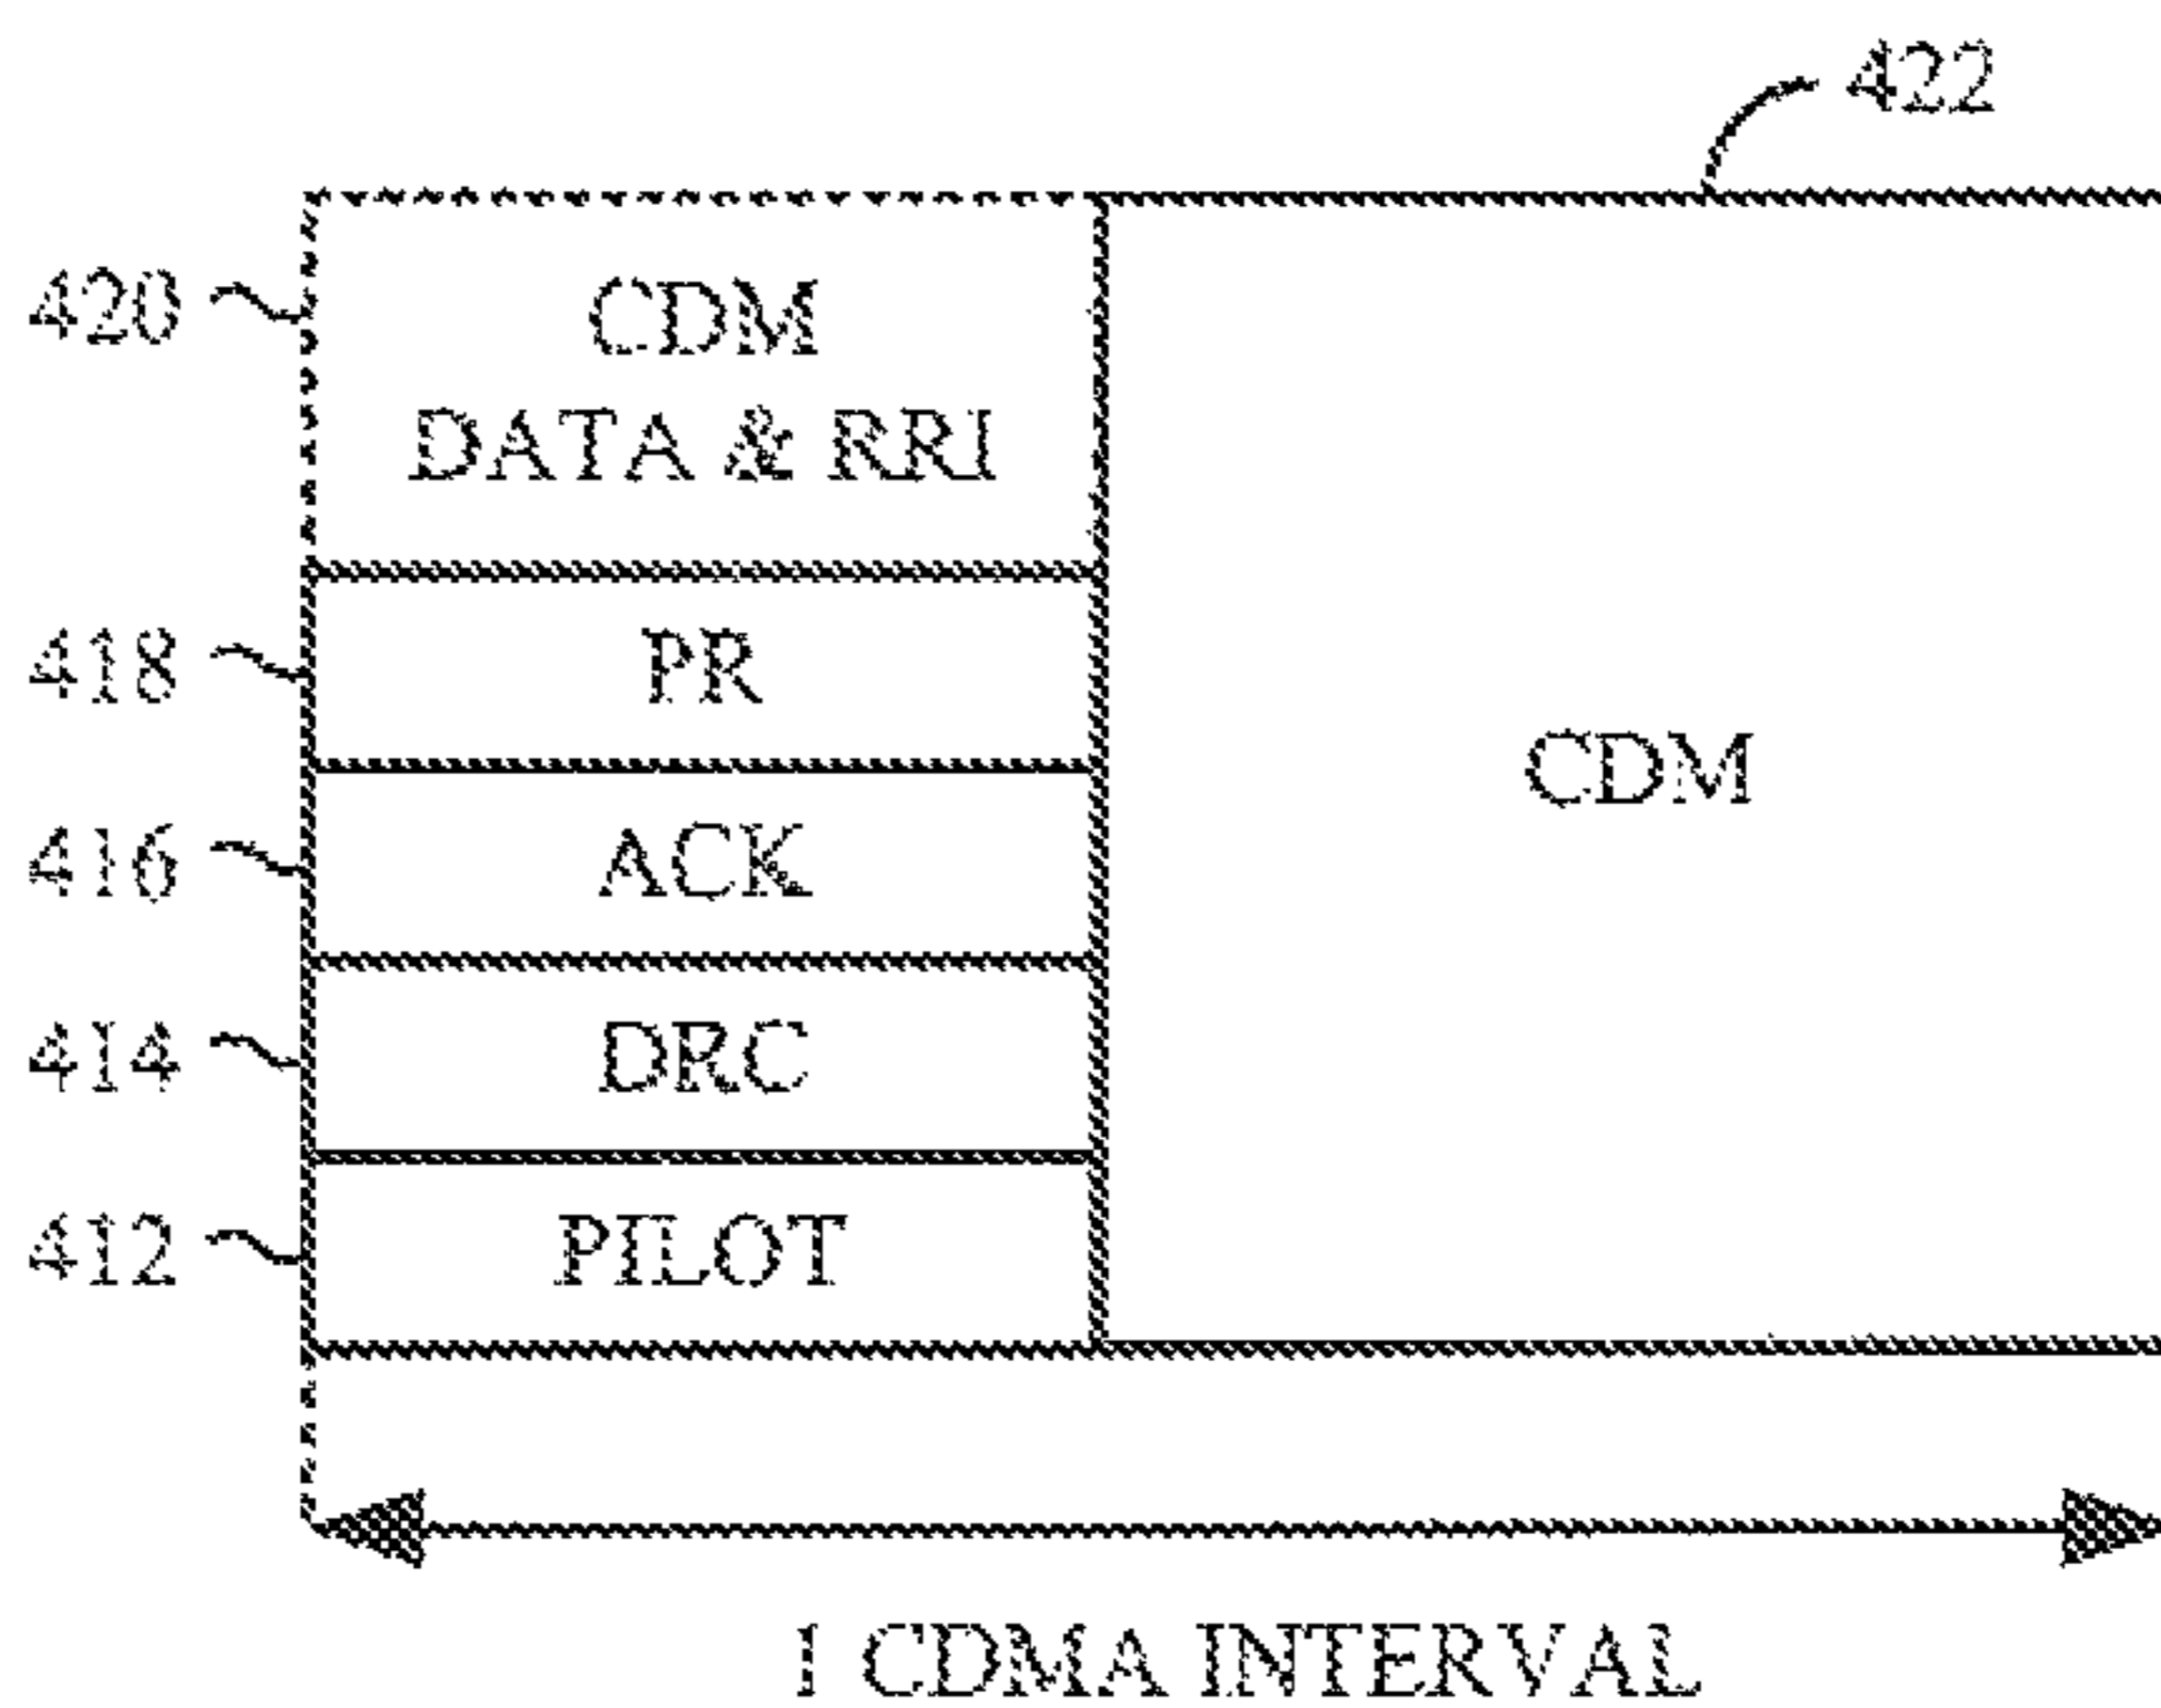 422
420
CDM
DATA & RRI
418
PR
CDM
416
ACK
414
DRC
412
PILOT
1 CDMA INTERVAL